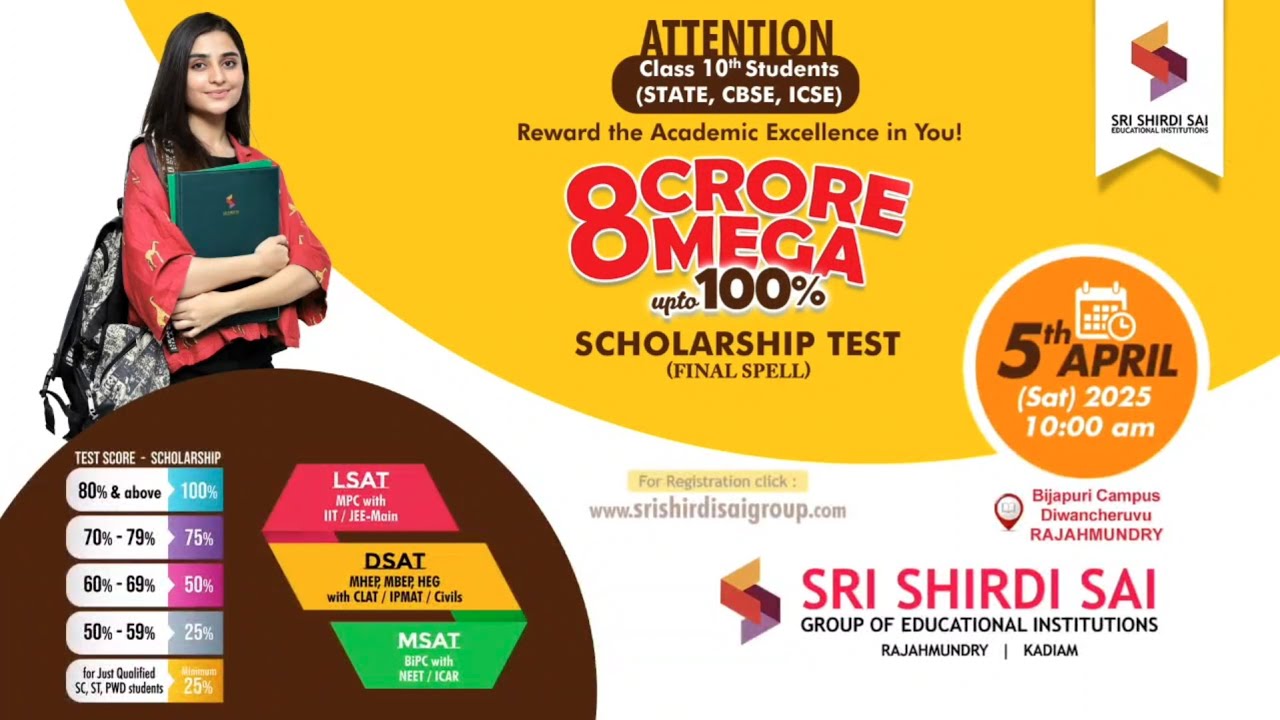 ATTENTION
Class 10th Students
(STATE, CBSE, ICSE)
Reward the Academic Excellence in You!
8 CRORE
MEGA
upto 100%
SCHOLARSHIP TEST
(FINAL SPELL)
SRI SHIRDI SAI
EDUCATIONAL INSTITUTIONS
5th APRIL
(Sat) 2025
10:00 am
TEST SCORE - SCHOLARSHIP
80% & above 100%
70% - 79% 75%
60% - 69% 50%
50% - 59% 25%
for Just Qualified
SC, ST, PWD students
Minimum
25%
LSAT
MPC with
IIT / JEE-Main
DSAT
MHEP, MBEP, HEG
with CLAT / IPMAT / Civils
MSAT
BiPC with
NEET / ICAR
For Registration click :
www.srishirdisaigroup.com
Bijapuri Campus
Diwancheruvu
RAJAHMUNDRY
SRI SHIRDI SAI
GROUP OF EDUCATIONAL INSTITUTIONS
RAJAHMUNDRY | KADIAM